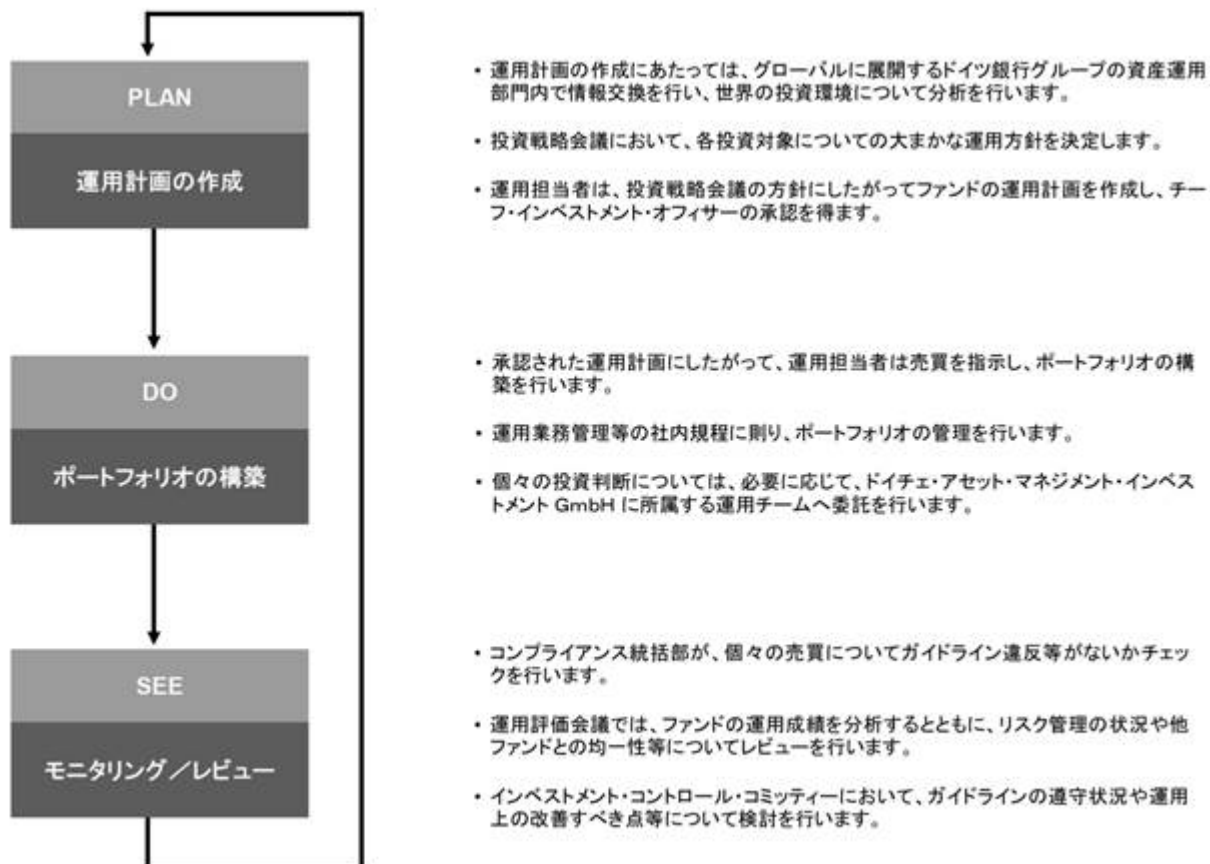 PLAN
運用計画の作成
・運用計画の作成にあたっては、グローバルに展開するドイツ銀行グループの資産運用
部門内で情報交換を行い、世界の投資環境について分析を行います。
・投資戦略会議において、各投資対象についての大まかな運用方針を決定します。
・運用担当者は、投資戦略会議の方針にしたがってファンドの運用計画を作成し、チー
フ・インベストメント・オフィサーの承認を得ます。
DO
ポートフォリオの構築
・承認された運用計画にしたがって、運用担当者は売買を指示し、ポートフォリオの構
築を行います。
・運用業務管理等の社内規程に則り、ポートフォリオの管理を行います。
・個々の投資判断については、必要に応じて、ドイチェ・アセット・マネジメント・インベス
トメント GmbH に所属する運用チームへ委託を行います。
SEE
モニタリング／レビュー
・コンプライアンス統括部が、個々の売買についてガイドライン違反等がないかチェッ
クを行います。
・運用評価会議では、ファンドの運用成績を分析するとともに、リスク管理の状況や他
ファンドとの均一性等についてレビューを行います。
・インベストメント・コントロール・コミッティーにおいて、ガイドラインの遵守状況や運用
上の改善すべき点等について検討を行います。